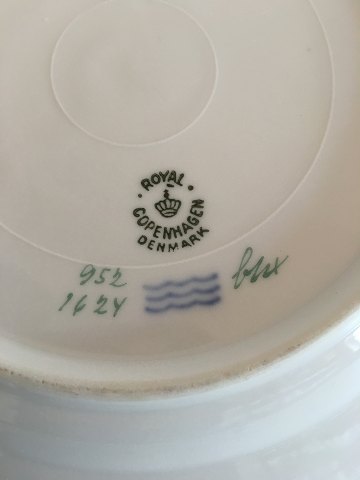 ROYAL
COPENHAGEN
DENMARK
952
1624